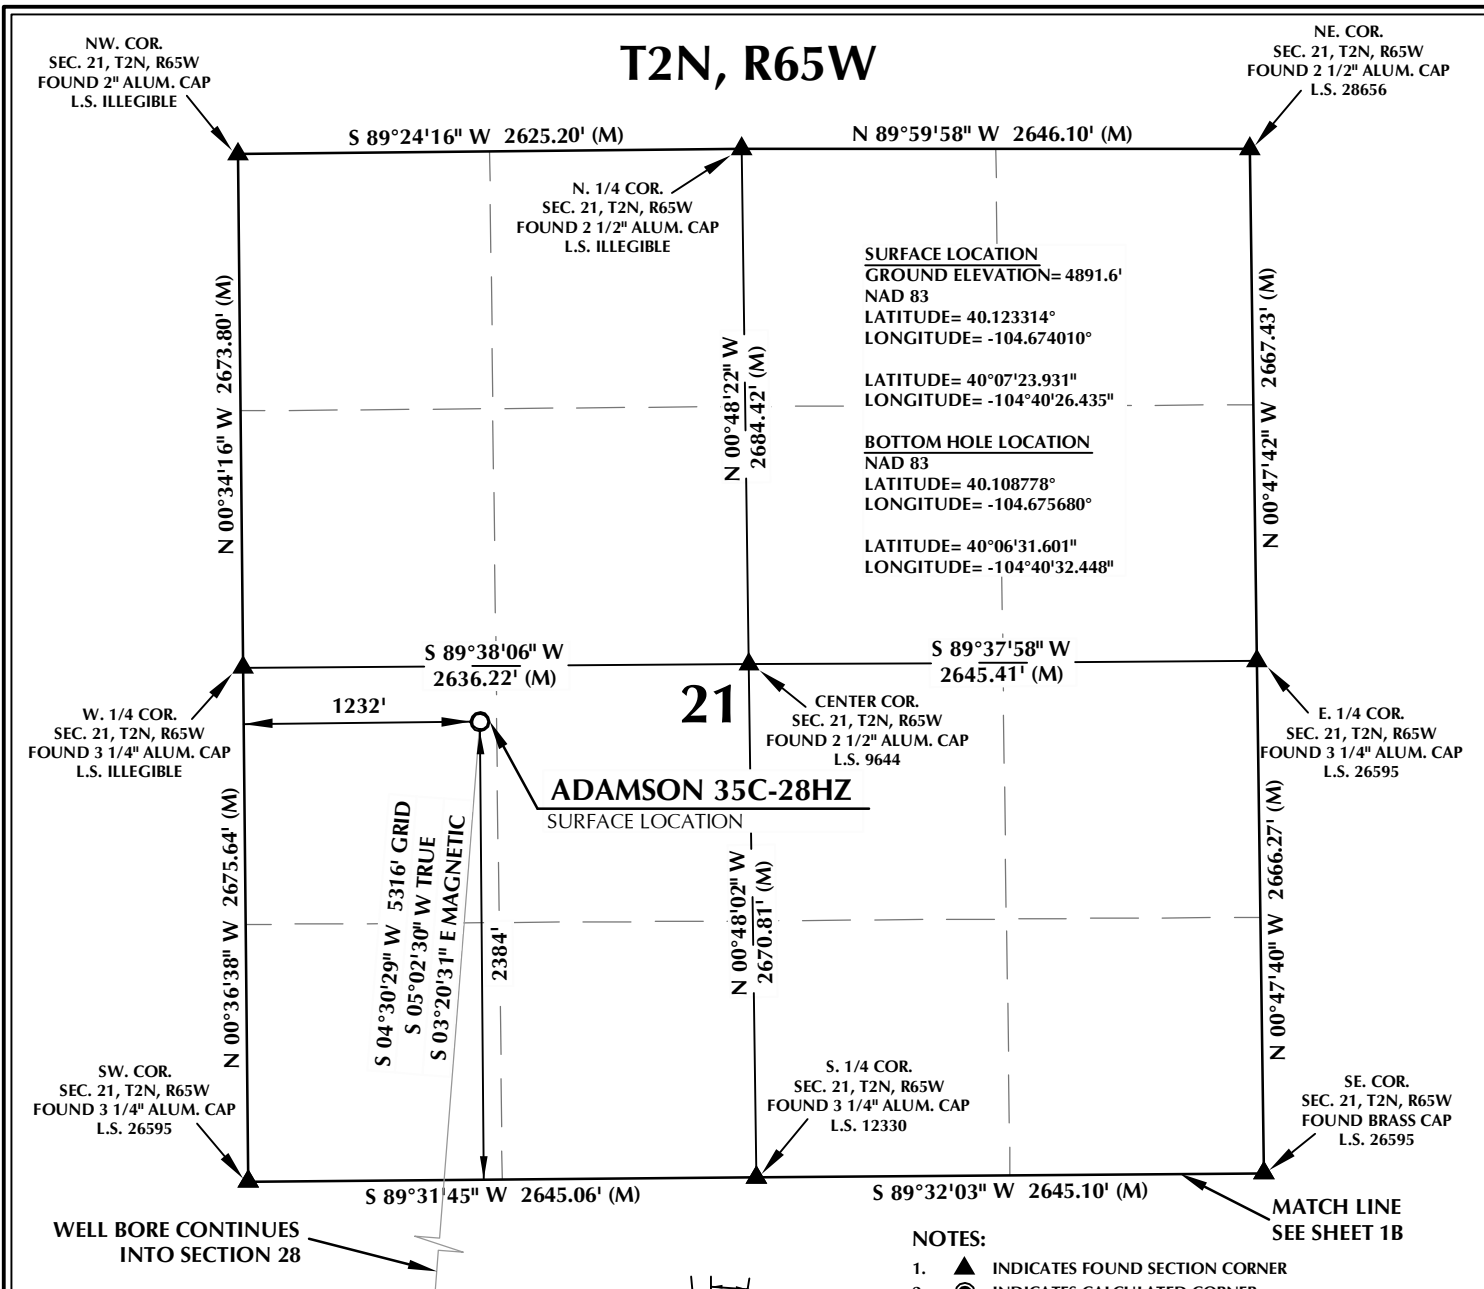 T2N, R65W
NW. COR.
SEC. 21, T2N, R65W
FOUND 2" ALUM. CAP
L.S. ILLEGIBLE
NE. COR.
SEC. 21, T2N, R65W
FOUND 2 1/2" ALUM. CAP
L.S. 28656
S 89°24'16" W 2625.20' (M)
N 89°59'58" W 2646.10' (M)
N. 1/4 COR.
SEC. 21, T2N, R65W
FOUND 2 1/2" ALUM. CAP
L.S. ILLEGIBLE
SURFACE LOCATION
GROUND ELEVATION= 4891.6'
NAD 83
LATITUDE= 40.123314°
LONGITUDE= -104.674010°
LATITUDE= 40°07'23.931"
LONGITUDE= -104°40'26.435"
BOTTOM HOLE LOCATION
NAD 83
LATITUDE= 40.108778°
LONGITUDE= -104.675680°
LATITUDE= 40°06'31.601"
LONGITUDE= -104°40'32.448"
N 00°34'16" W 2673.80' (M)
N 00°48'22" W
2684.42' (M)
N 00°47'42" W 2667.43' (M)
S 89°38'06" W
2636.22' (M)
S 89°37'58" W
2645.41' (M)
W. 1/4 COR.
SEC. 21, T2N, R65W
FOUND 3 1/4" ALUM. CAP
L.S. ILLEGIBLE
1232'
21
CENTER COR.
SEC. 21, T2N, R65W
FOUND 2 1/2" ALUM. CAP
L.S. 9644
E. 1/4 COR.
SEC. 21, T2N, R65W
FOUND 3 1/4" ALUM. CAP
L.S. 26595
ADAMSON 35C-28HZ
SURFACE LOCATION
N 00°36'38" W 2675.64' (M)
S 04°30'29" W 5316' GRID
S 05°02'30" W TRUE
S 03°20'31" E MAGNETIC
2384'
N 00°48'02" W
2670.81' (M)
N 00°47'40" W 2666.27' (M)
SW. COR.
SEC. 21, T2N, R65W
FOUND 3 1/4" ALUM. CAP
L.S. 26595
S. 1/4 COR.
SEC. 21, T2N, R65W
FOUND 3 1/4" ALUM. CAP
L.S. 12330
SE. COR.
SEC. 21, T2N, R65W
FOUND BRASS CAP
L.S. 26595
S 89°31'45" W 2645.06' (M)
S 89°32'03" W 2645.10' (M)
WELL BORE CONTINUES
INTO SECTION 28
MATCH LINE
SEE SHEET 1B
NOTES:
1. INDICATES FOUND SECTION CORNER
2. INDICATES CALCULATED CORNER